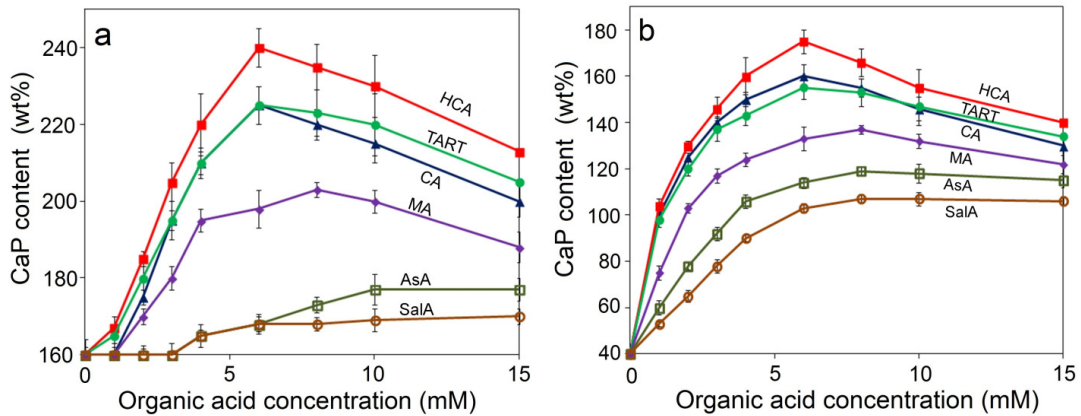 a
CaP content (wt%)
240
220
200
180
160
HCA
TART
CA
MA
AsA
SalA
0
5
10
15
Organic acid concentration (mM)
b
CaP content (wt%)
180
160
140
120
100
80
60
40
HCA
TART
CA
MA
AsA
SalA
0
5
10
15
Organic acid concentration (mM)